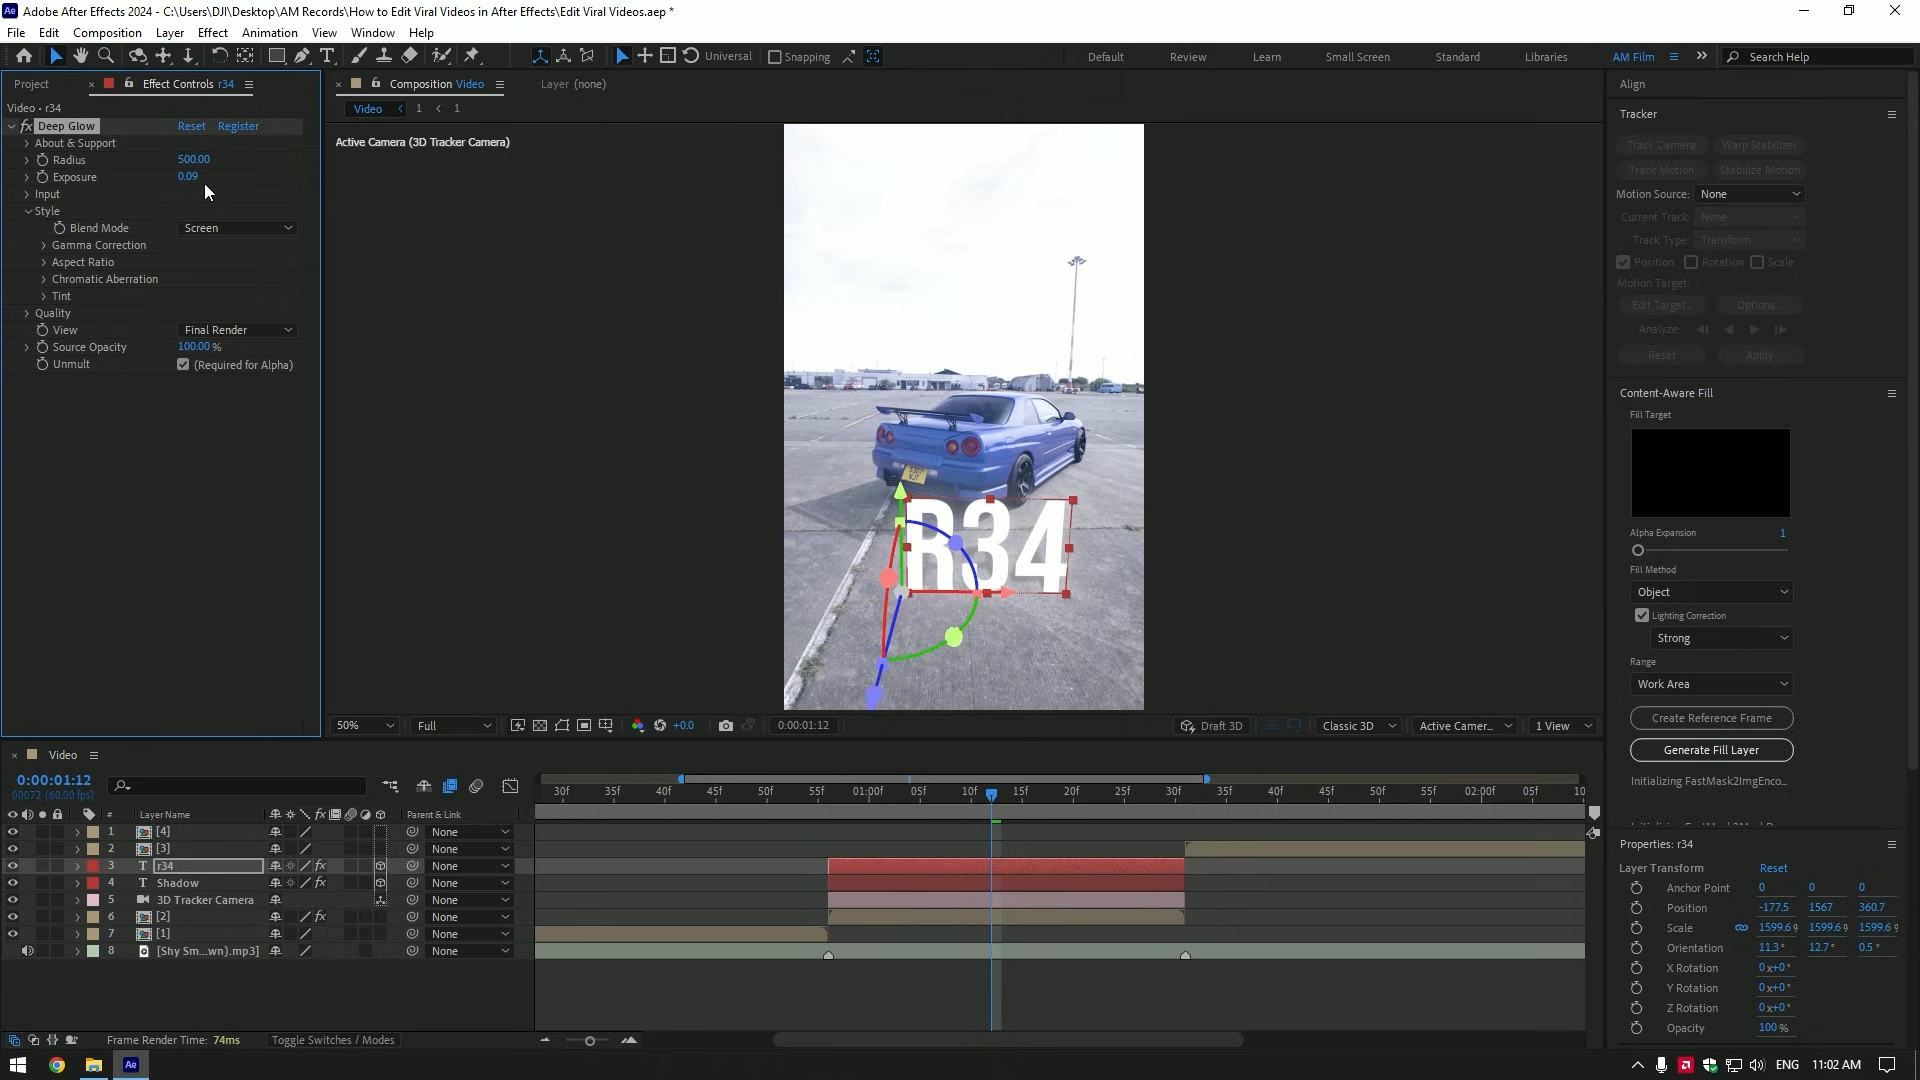 Adobe After Effects 2024 - C:\Users\DJI\Desktop\AM Records\How to Edit Viral Videos in After Effects\Edit Viral Videos.aep *
File Edit Composition Layer Effect Animation View Window Help
Universal Snapping Default Review Learn Small Screen Standard Libraries AM Film Search Help
Project Effect Controls r34
Video • r34
fx Deep Glow Reset Register
About & Support
Radius 500.00
Exposure 0.09
Input
Style
Blend Mode Screen
Gamma Correction
Aspect Ratio
Chromatic Aberration
Tint
Quality
View Final Render
Source Opacity 100.00 %
Unmult (Required for Alpha)
Composition Video Layer (none)
Video 1 1
Active Camera (3D Tracker Camera)
R34
50% Full +0.0 0:00:01:12 Draft 3D Classic 3D Active Camer... 1 View
Align
Tracker
Track Camera Warp Stabilizer
Track Motion Stabilize Motion
Motion Source: None
Current Track: None
Track Type: Transform
Position Rotation Scale
Motion Target:
Edit Target... Options...
Analyze:
Reset Apply
Content-Aware Fill
Fill Target
Alpha Expansion 1
Fill Method
Object
Lighting Correction
Strong
Range
Work Area
Create Reference Frame
Generate Fill Layer
Initializing FastMask2ImgEnco...
Properties: r34
Layer Transform Reset
Anchor Point 0 0 0
Position -177.5 1567 360.7
Scale 1599.6 1599.6 1599.6
Orientation 11.3° 12.7° 0.5°
X Rotation 0x+0°
Y Rotation 0x+0°
Z Rotation 0x+0°
Opacity 100 %
Video
0:00:01:12
00072 (60.00 fps)
30f 35f 40f 45f 50f 55f 01:00f 05f 10f 15f 20f 25f 30f 35f 40f 45f 50f 55f 02:00f 05f 10
# Layer Name Parent & Link
1 [4] None
2 [3] None
3 T r34 None
4 T Shadow None
5 3D Tracker Camera None
6 [2] None
7 [1] None
8 [Shy Sm...wn).mp3] None
Frame Render Time: 74ms Toggle Switches / Modes
ENG 11:02 AM